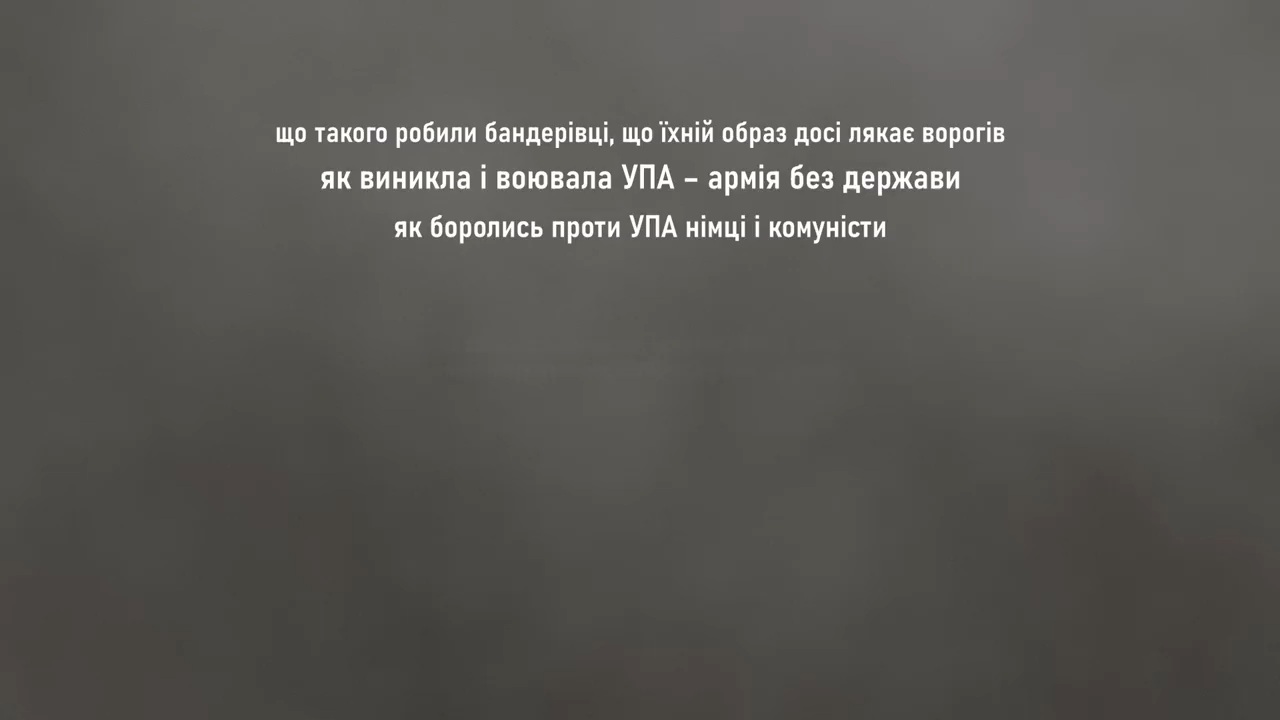 що такого робили бандерівці, що їхній образ досі лякає ворогів
як виникла і воювала УПА – армія без держави
як боролись проти УПА німці і комуністи